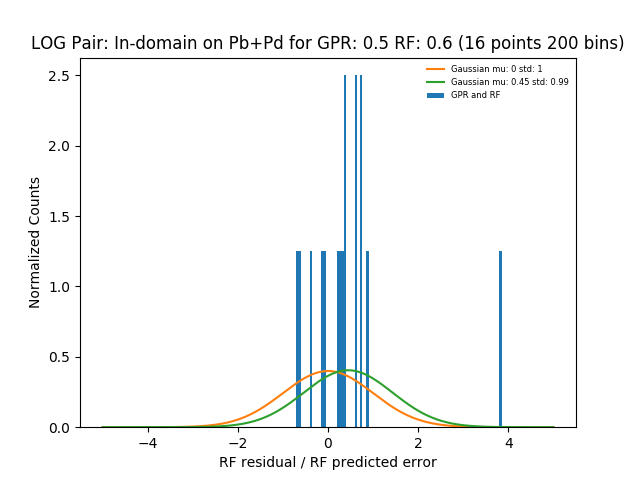 LOG Pair: In-domain on Pb+Pd for GPR: 0.5 RF: 0.6 (16 points 200 bins)
Gaussian mu: 0 std: 1
Gaussian mu: 0.45 std: 0.99
GPR and RF
Normalized Counts
2.5
2.0
1.5
1.0
0.5
0.0
−4
−2
0
2
4
RF residual / RF predicted error